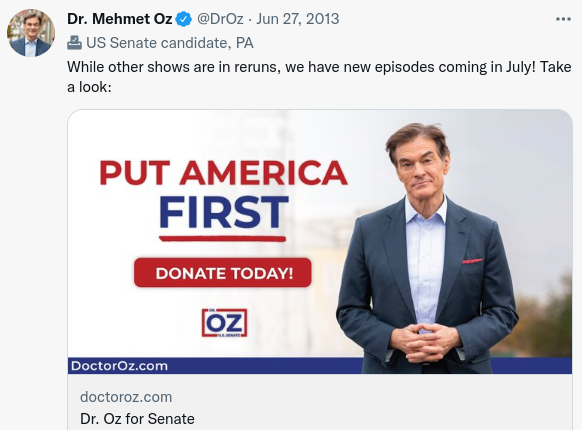 Dr. Mehmet Oz @DrOz · Jun 27, 2013
US Senate candidate, PA
While other shows are in reruns, we have new episodes coming in July! Take
a look:
PUT AMERICA
FIRST
DONATE TODAY!
DR.
OZ
U.S. SENATE
DoctorOz.com
doctoroz.com
Dr. Oz for Senate